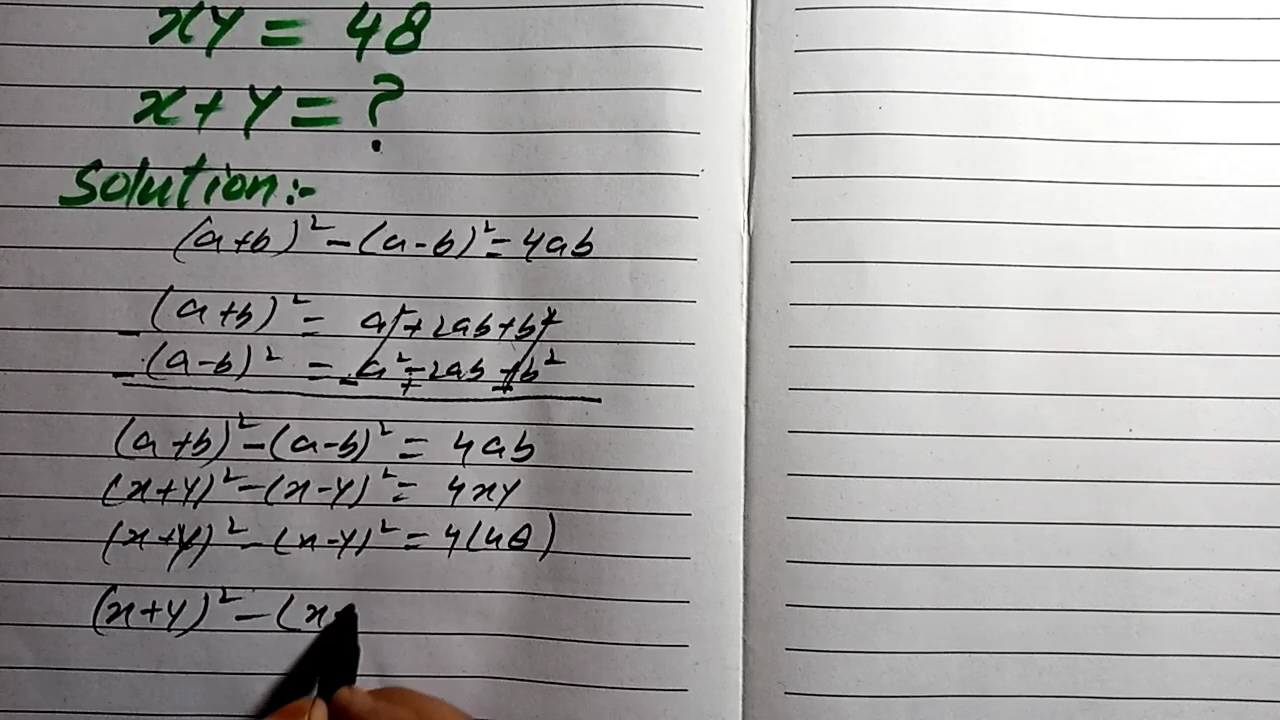 xy = 48
x+y = ?
Solution:-
(a+b)² - (a-b)² = 4ab
-(a+b)² = a²+2ab+b²
-(a-b)² = -a²-2ab+b²
+
(a+b)² - (a-b)² = 4ab
(x+y)² - (x-y)² = 4xy
(x+y)² - (x-y)² = 4(48)
(x+y)² - (x-